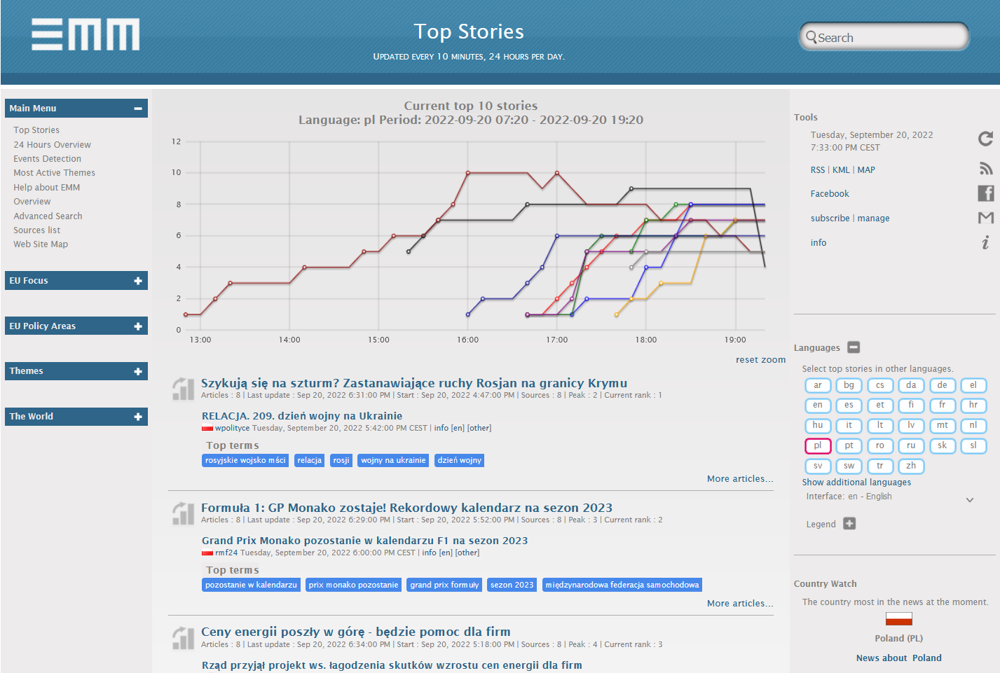 EMM
Top Stories
Updated every 10 minutes, 24 hours per day.
Search
Main Menu
Top Stories
24 Hours Overview
Events Detection
Most Active Themes
Help about EMM
Overview
Advanced Search
Sources list
Web Site Map
EU Focus
EU Policy Areas
Themes
The World
Current top 10 stories
Language: pl Period: 2022-09-20 07:20 - 2022-09-20 19:20
12
10
8
6
4
2
0
13:00 14:00 15:00 16:00 17:00 18:00 19:00
reset zoom
Szykują się na szturm? Zastanawiające ruchy Rosjan na granicy Krymu
Articles : 8 | Last update : Sep 20, 2022 6:31:00 PM | Start : Sep 20, 2022 4:47:00 PM | Sources : 8 | Peak : 2 | Current rank : 1
RELACJA. 209. dzień wojny na Ukrainie
wpolityce Tuesday, September 20, 2022 5:42:00 PM CEST | info [en] [other]
Top terms
rosyjskie wojsko mści relacja rosji wojny na ukrainie dzień wojny
More articles...
Formuła 1: GP Monako zostaje! Rekordowy kalendarz na sezon 2023
Articles : 8 | Last update : Sep 20, 2022 6:29:00 PM | Start : Sep 20, 2022 5:52:00 PM | Sources : 8 | Peak : 3 | Current rank : 2
Grand Prix Monako pozostanie w kalendarzu F1 na sezon 2023
rmf24 Tuesday, September 20, 2022 6:00:00 PM CEST | info [en] [other]
Top terms
pozostanie w kalendarzu prix monako pozostanie grand prix formuły sezon 2023 międzynarodowa federacja samochodowa
More articles...
Ceny energii poszły w górę - będzie pomoc dla firm
Articles : 8 | Last update : Sep 20, 2022 6:34:00 PM | Start : Sep 20, 2022 5:18:00 PM | Sources : 8 | Peak : 4 | Current rank : 3
Rząd przyjął projekt ws. łagodzenia skutków wzrostu cen energii dla firm
Tools
Tuesday, September 20, 2022
7:33:00 PM CEST
RSS | KML | MAP
Facebook
subscribe | manage
info
Languages
Select top stories in other languages.
ar bg cs da de el
en es et fi fr hr
hu it lt lv mt nl
pl pt ro ru sk sl
sv sw tr zh
Show additional languages
Interface: en - English
Legend
Country Watch
The country most in the news at the moment.
Poland (PL)
News about Poland